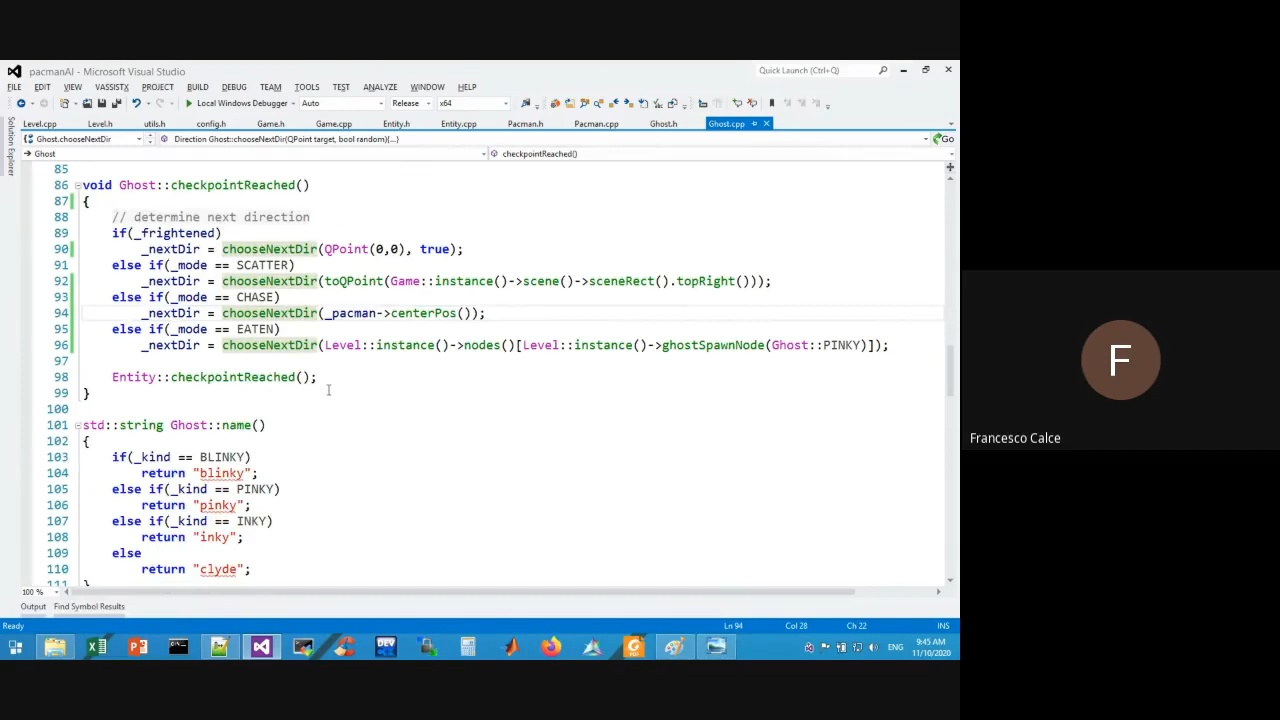 pacmanAI - Microsoft Visual Studio
Quick Launch (Ctrl+Q)
FILE EDIT VIEW VASSISTX PROJECT BUILD DEBUG TEAM TOOLS TEST ANALYZE WINDOW HELP
Local Windows Debugger Auto Release x64
Level.cpp Level.h utils.h config.h Game.h Game.cpp Entity.h Entity.cpp Pacman.h Pacman.cpp Ghost.h Ghost.cpp
Solution Explorer
Ghost.chooseNextDir Direction Ghost::chooseNextDir(QPoint target, bool random){...} Go
Ghost checkpointReached()
85
86 void Ghost::checkpointReached()
87 {
88 // determine next direction
89 if(_frightened)
90 _nextDir = chooseNextDir(QPoint(0,0), true);
91 else if(_mode == SCATTER)
92 _nextDir = chooseNextDir(toQPoint(Game::instance()->scene()->sceneRect().topRight()));
93 else if(_mode == CHASE)
94 _nextDir = chooseNextDir(_pacman->centerPos());
95 else if(_mode == EATEN)
96 _nextDir = chooseNextDir(Level::instance()->nodes()[Level::instance()->ghostSpawnNode(Ghost::PINKY)]);
97
98 Entity::checkpointReached();
99 }
100
101 std::string Ghost::name()
102 {
103 if(_kind == BLINKY)
104 return "blinky";
105 else if(_kind == PINKY)
106 return "pinky";
107 else if(_kind == INKY)
108 return "inky";
109 else
110 return "clyde";
111 }
100 %
Output Find Symbol Results
Ready Ln 94 Col 28 Ch 22 INS
DEV
ENG
9:45 AM
11/10/2020
F
Francesco Calce